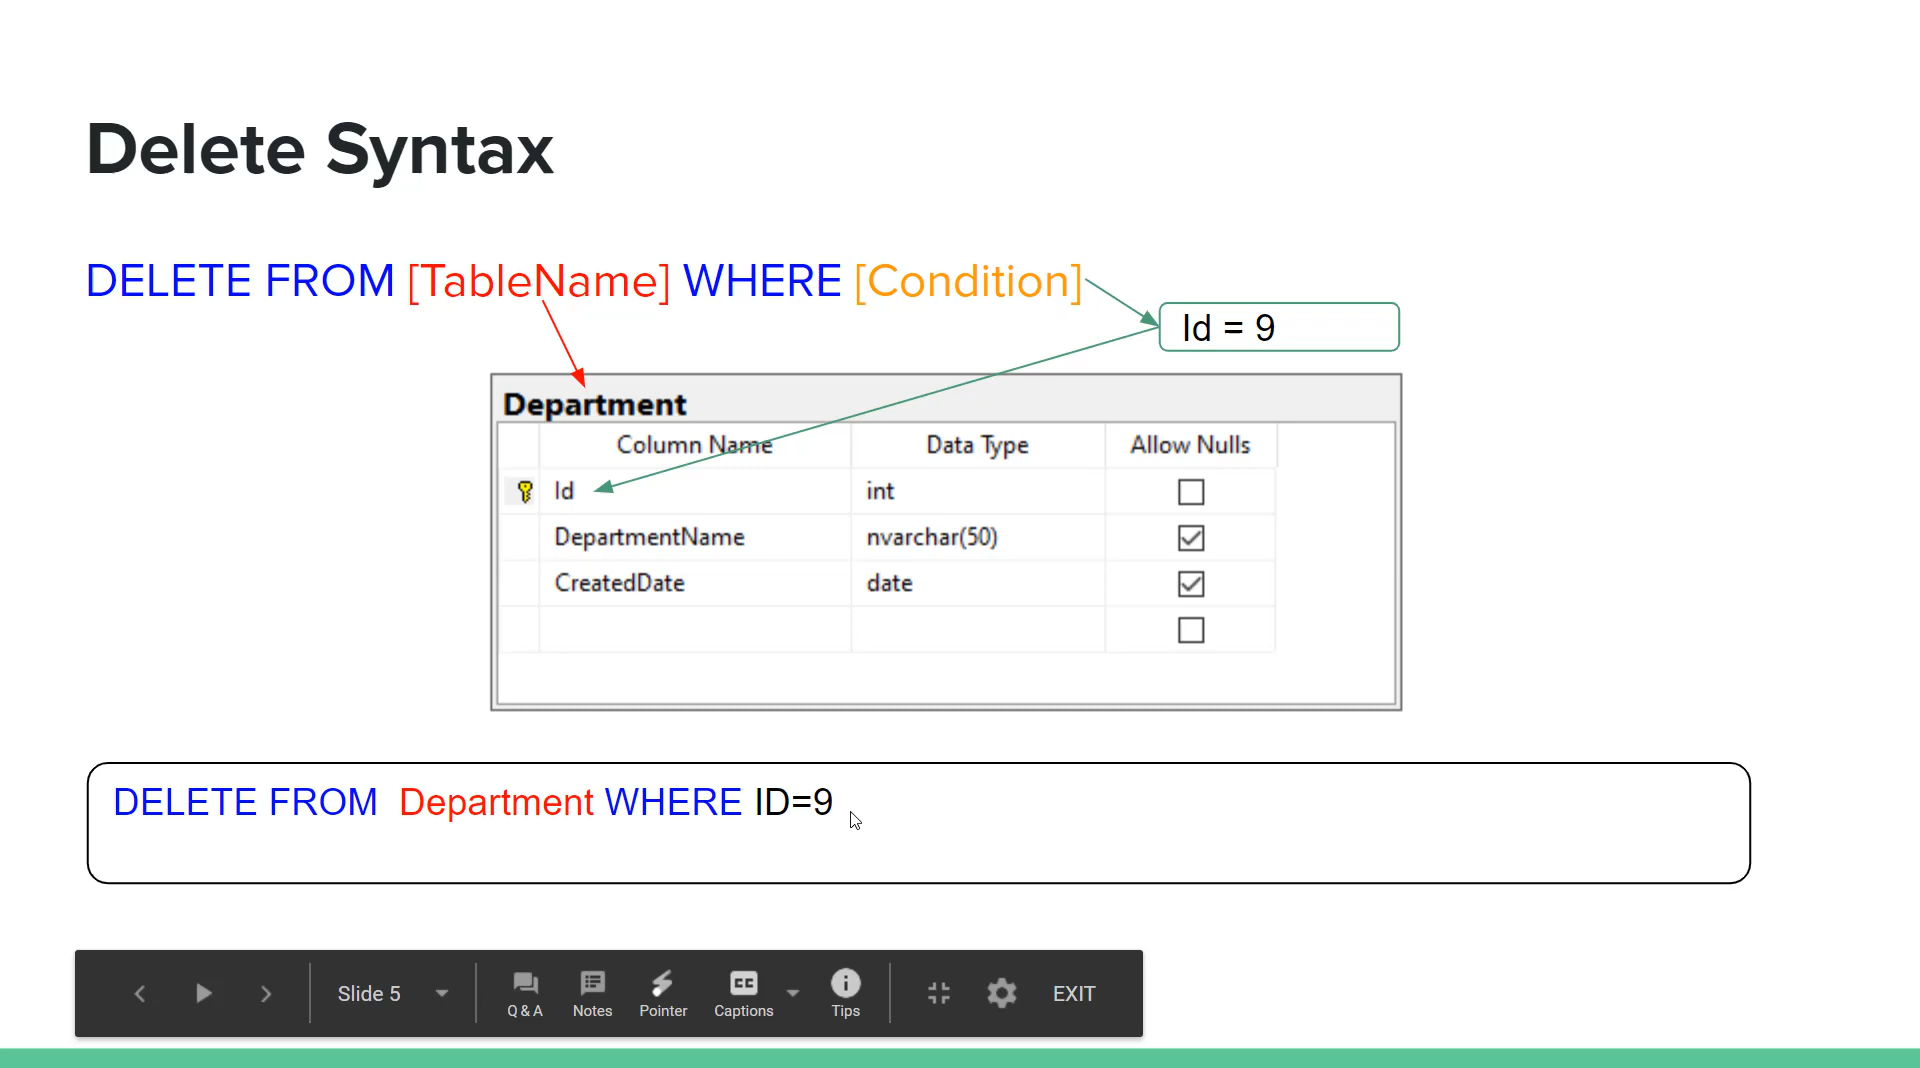 Delete Syntax
DELETE FROM [TableName] WHERE [Condition]
Id = 9
Department
Column Name Data Type Allow Nulls
Id int
DepartmentName nvarchar(50)
CreatedDate date
DELETE FROM Department WHERE ID=9
Slide 5 Q & A Notes Pointer CC Captions Tips EXIT